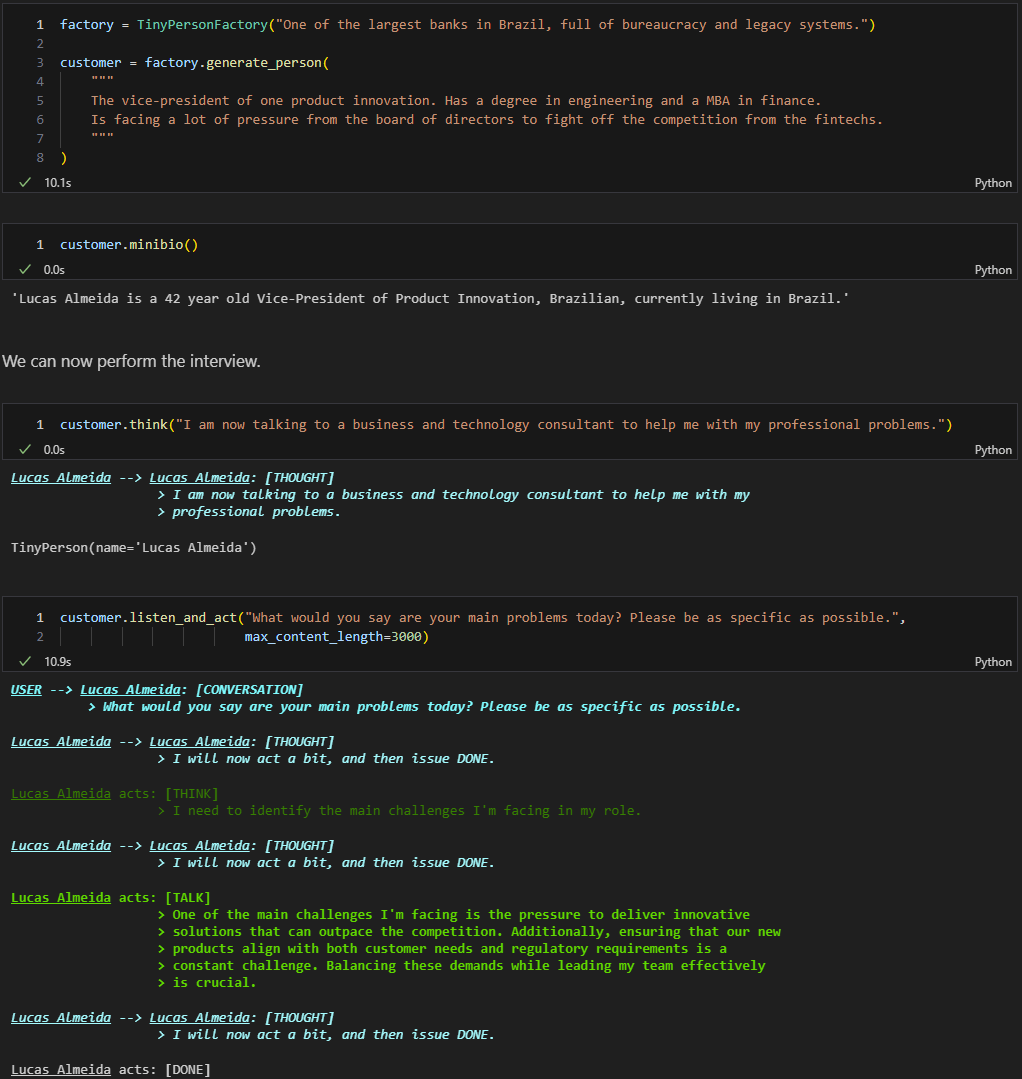 1 factory = TinyPersonFactory("One of the largest banks in Brazil, full of bureaucracy and legacy systems.")
2
3 customer = factory.generate_person(
4 """
5 The vice-president of one product innovation. Has a degree in engineering and a MBA in finance.
6 Is facing a lot of pressure from the board of directors to fight off the competition from the fintechs.
7 """
8 )
10.1s Python
1 customer.minibio()
0.0s Python
'Lucas Almeida is a 42 year old Vice-President of Product Innovation, Brazilian, currently living in Brazil.'
We can now perform the interview.
1 customer.think("I am now talking to a business and technology consultant to help me with my professional problems.")
0.0s Python
Lucas Almeida --> Lucas Almeida: [THOUGHT]
> I am now talking to a business and technology consultant to help me with my
> professional problems.
TinyPerson(name='Lucas Almeida')
1 customer.listen_and_act("What would you say are your main problems today? Please be as specific as possible.",
2 max_content_length=3000)
10.9s Python
USER --> Lucas Almeida: [CONVERSATION]
> What would you say are your main problems today? Please be as specific as possible.
Lucas Almeida --> Lucas Almeida: [THOUGHT]
> I will now act a bit, and then issue DONE.
Lucas Almeida acts: [THINK]
> I need to identify the main challenges I'm facing in my role.
Lucas Almeida --> Lucas Almeida: [THOUGHT]
> I will now act a bit, and then issue DONE.
Lucas Almeida acts: [TALK]
> One of the main challenges I'm facing is the pressure to deliver innovative
> solutions that can outpace the competition. Additionally, ensuring that our new
> products align with both customer needs and regulatory requirements is a
> constant challenge. Balancing these demands while leading my team effectively
> is crucial.
Lucas Almeida --> Lucas Almeida: [THOUGHT]
> I will now act a bit, and then issue DONE.
Lucas Almeida acts: [DONE]